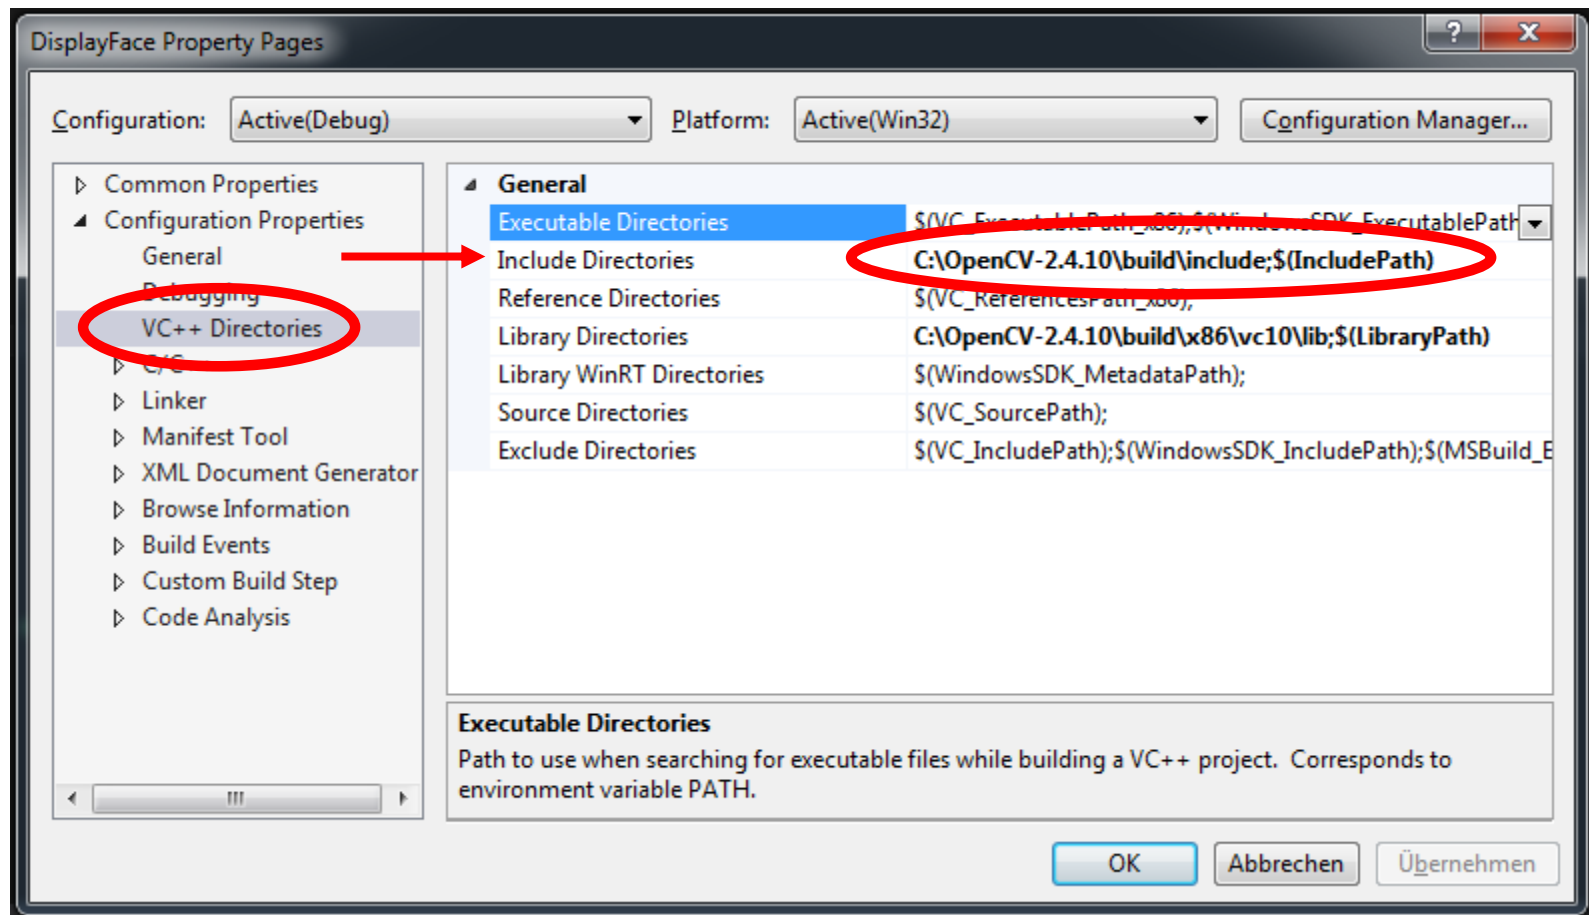 DisplayFace Property Pages
?
Configuration: Active(Debug) Platform: Active(Win32) Configuration Manager...
Common Properties
Configuration Properties
General
Debugging
VC++ Directories
Linker
Manifest Tool
XML Document Generator
Browse Information
Build Events
Custom Build Step
Code Analysis
General
Executable Directories $(VC_ExecutablePath_x86);$(WindowsSDK_ExecutablePath
Include Directories C:\OpenCV-2.4.10\build\include;$(IncludePath)
Reference Directories $(VC_ReferencesPath_x86);
Library Directories C:\OpenCV-2.4.10\build\x86\vc10\lib;$(LibraryPath)
Library WinRT Directories $(WindowsSDK_MetadataPath);
Source Directories $(VC_SourcePath);
Exclude Directories $(VC_IncludePath);$(WindowsSDK_IncludePath);$(MSBuild_E
Executable Directories
Path to use when searching for executable files while building a VC++ project. Corresponds to
environment variable PATH.
OK Abbrechen Übernehmen